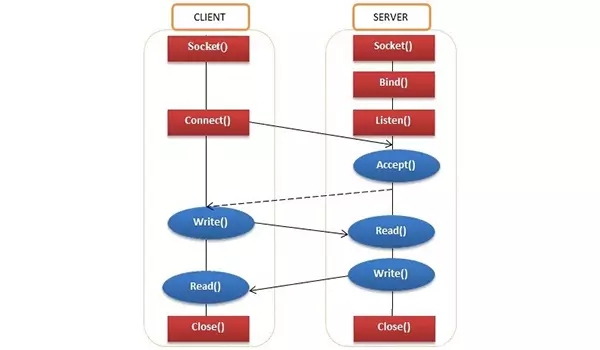 CLIENT
SERVER
Socket()
Socket()
Bind()
Connect()
Listen()
Accept()
Write()
Read()
Write()
Read()
Close()
Close()